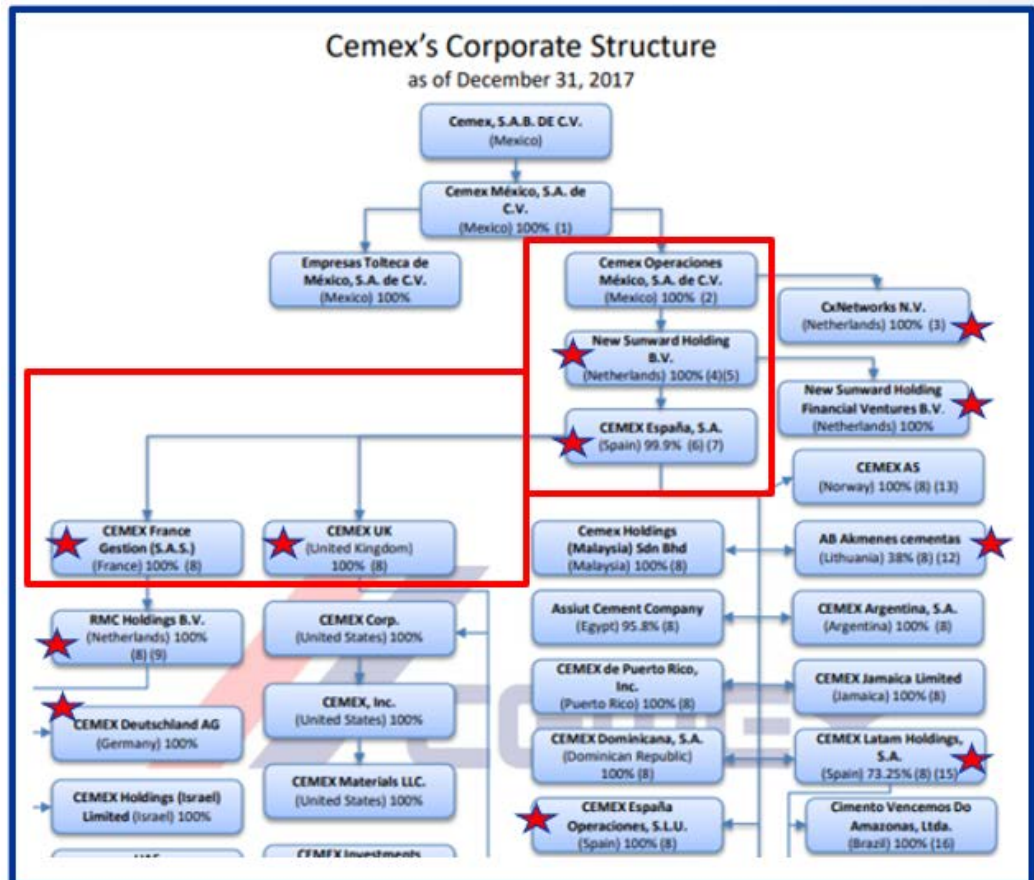 Cemex's Corporate Structure
as of December 31, 2017
Cemex, S.A.B. DE C.V.
(Mexico)
Cemex México, S.A. de
C.V.
(Mexico) 100% (1)
Empresas Tolteca de
México, S.A. de C.V.
(Mexico) 100%
Cemex Operaciones
México, S.A. de C.V.
(Mexico) 100% (2)
CxNetworks N.V.
(Netherlands) 100% (3)
New Sunward Holding
B.V.
(Netherlands) 100% (4)(5)
New Sunward Holding
Financial Ventures B.V.
(Netherlands) 100%
CEMEX España, S.A.
(Spain) 99.9% (6) (7)
CEMEX AS
(Norway) 100% (8) (13)
CEMEX France
Gestion (S.A.S.)
(France) 100% (8)
CEMEX UK
(United Kingdom)
100% (8)
Cemex Holdings
(Malaysia) Sdn Bhd
(Malaysia) 100% (8)
AB Akmenes cementas
(Lithuania) 38% (8) (12)
RMC Holdings B.V.
(Netherlands) 100%
(8) (9)
CEMEX Corp.
(United States) 100%
Assiut Cement Company
(Egypt) 95.8% (8)
CEMEX Argentina, S.A.
(Argentina) 100% (8)
CEMEX Deutschland AG
(Germany) 100%
CEMEX, Inc.
(United States) 100%
CEMEX de Puerto Rico,
Inc.
(Puerto Rico) 100% (8)
CEMEX Jamaica Limited
(Jamaica) 100% (8)
CEMEX Holdings (Israel)
Limited (Israel) 100%
CEMEX Materials LLC.
(United States) 100%
CEMEX Dominicana, S.A.
(Dominican Republic)
100% (8)
CEMEX Latam Holdings,
S.A.
(Spain) 73.25% (8) (15)
CEMEX España
Operaciones, S.L.U.
(Spain) 100% (8)
Cimento Vencemos Do
Amazonas, Ltda.
(Brazil) 100% (16)
CEMEX Investments